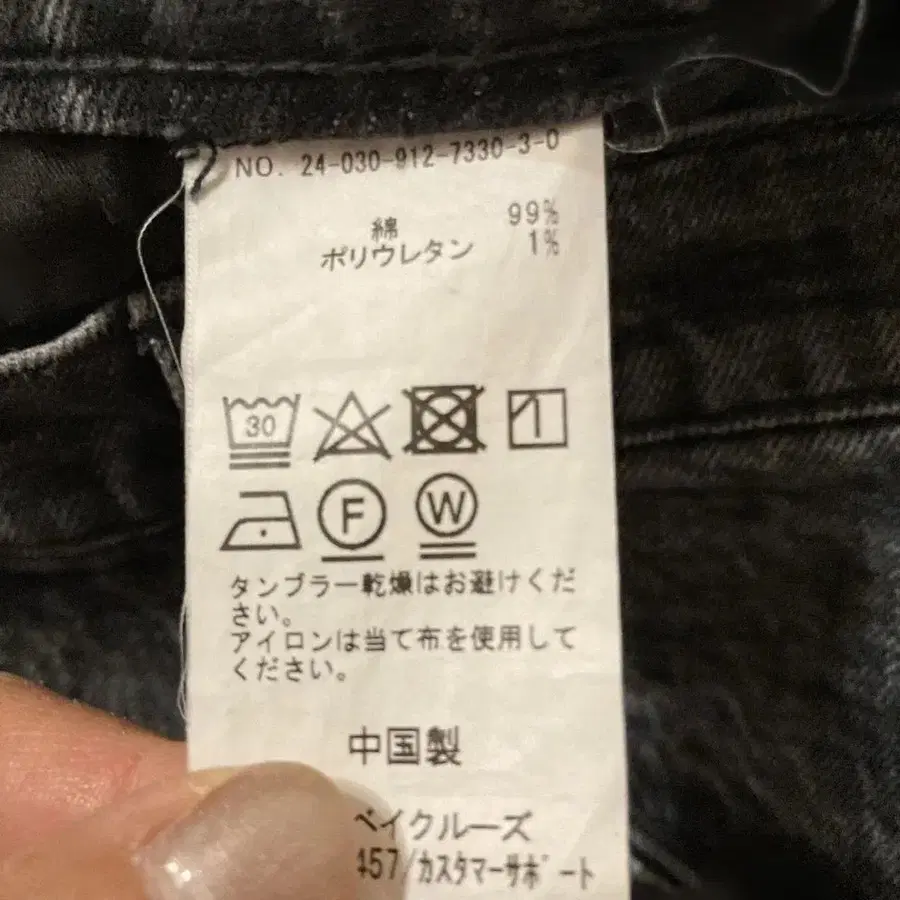 NO. 24-030-912-7330-3-0
綿 99%
ポリウレタン 1%
30
F W
タンブラー乾燥はお避けくだ
さい。
アイロンは当て布を使用して
ください。
中国製
ベイクルーズ
457/カスタマーサポート